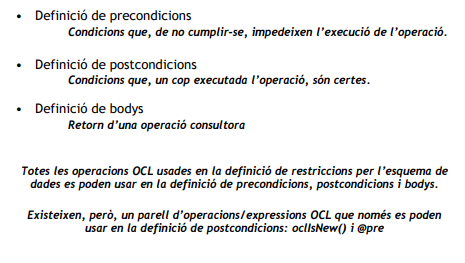 • Definició de precondicions
Condicions que, de no cumplir-se, impedeixen l'execució de l'operació.
• Definició de postcondicions
Condicions que, un cop executada l'operació, són certes.
• Definició de bodys
Retorn d'una operació consultora
Totes les operacions OCL usades en la definició de restriccions per l'esquema de
dades es poden usar en la definició de precondicions, postcondicions i bodys.
Existeixen, però, un parell d'operacions/expressions OCL que només es poden
usar en la definició de postcondicions: oclIsNew() i @pre